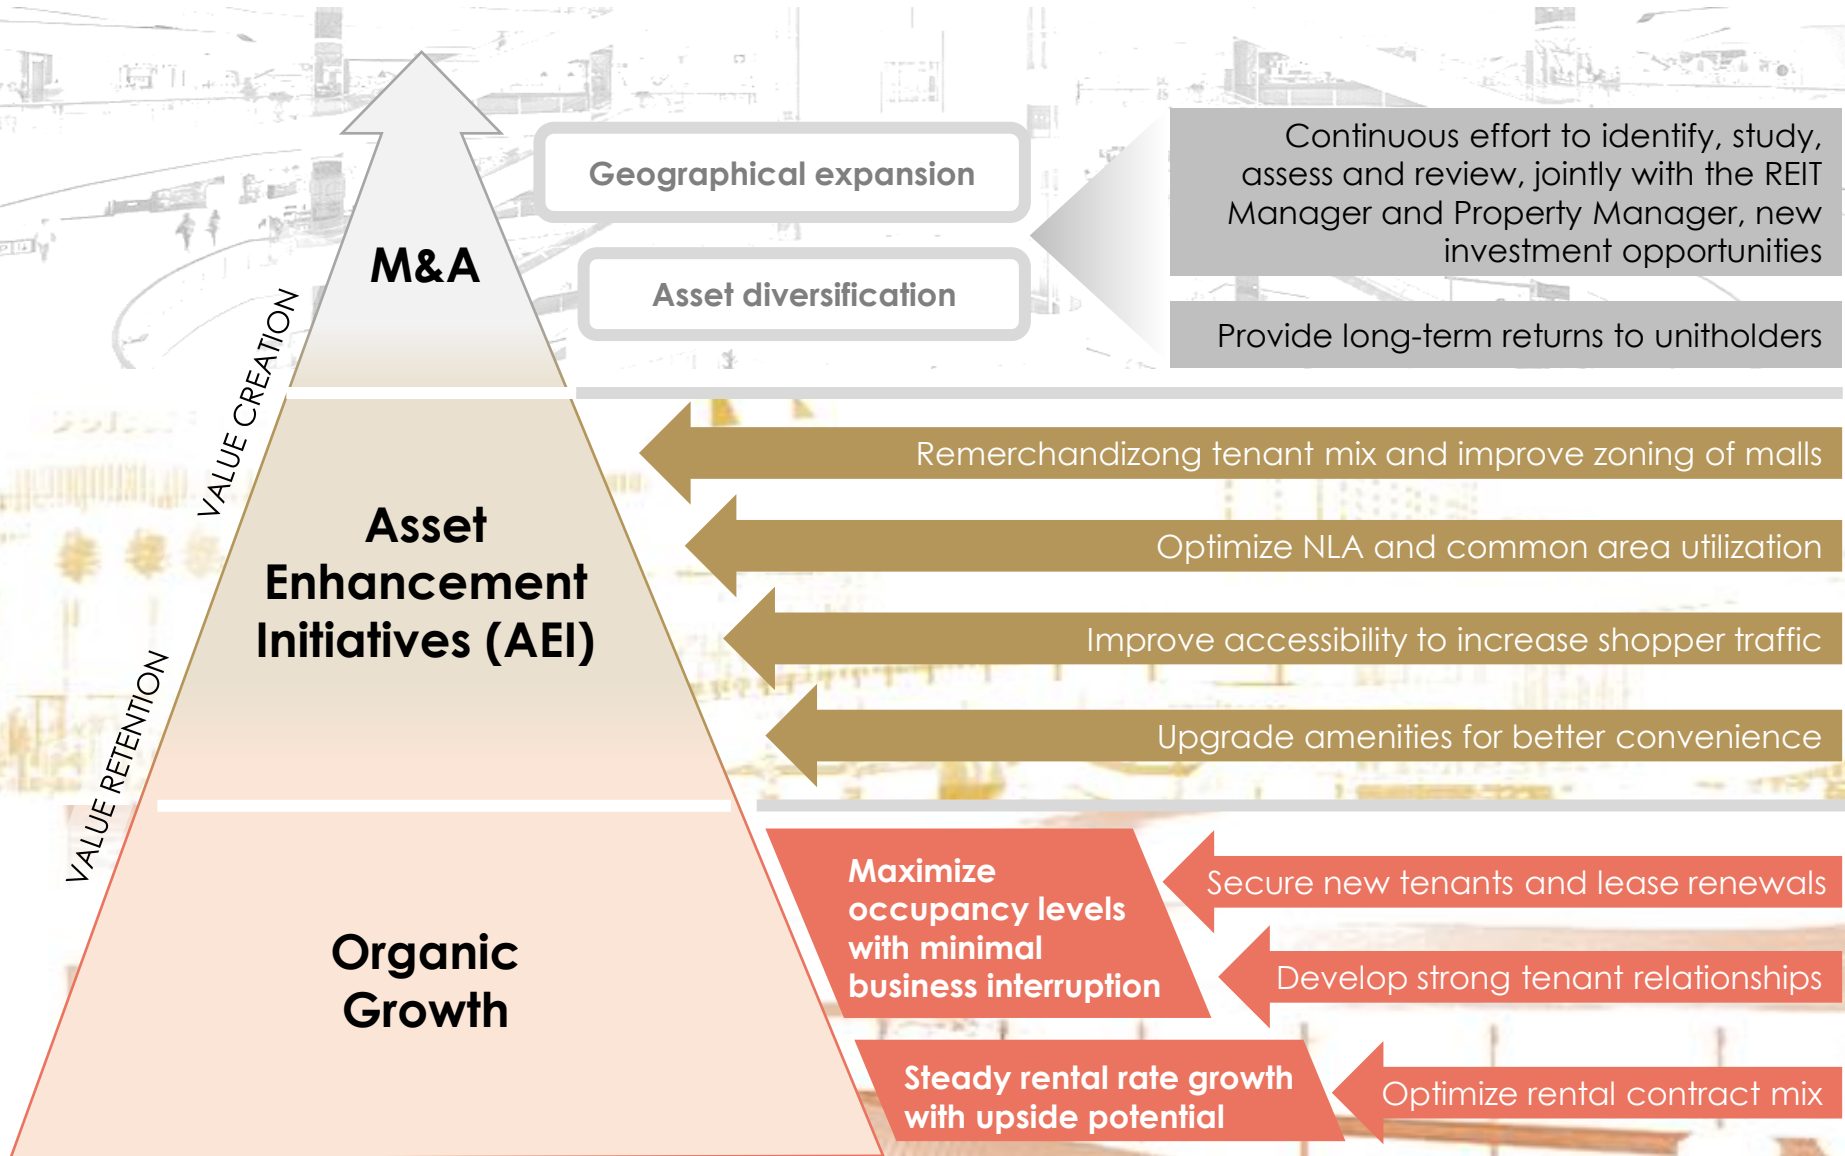 Geographical expansion
Asset diversification
Continuous effort to identify, study,
assess and review, jointly with the REIT
Manager and Property Manager, new
investment opportunities
Provide long-term returns to unitholders
M&A
VALUE CREATION
Remerchandizong tenant mix and improve zoning of malls
Optimize NLA and common area utilization
Improve accessibility to increase shopper traffic
Upgrade amenities for better convenience
Asset
Enhancement
Initiatives (AEI)
VALUE RETENTION
Organic
Growth
Maximize
occupancy levels
with minimal
business interruption
Secure new tenants and lease renewals
Develop strong tenant relationships
Steady rental rate growth
with upside potential
Optimize rental contract mix